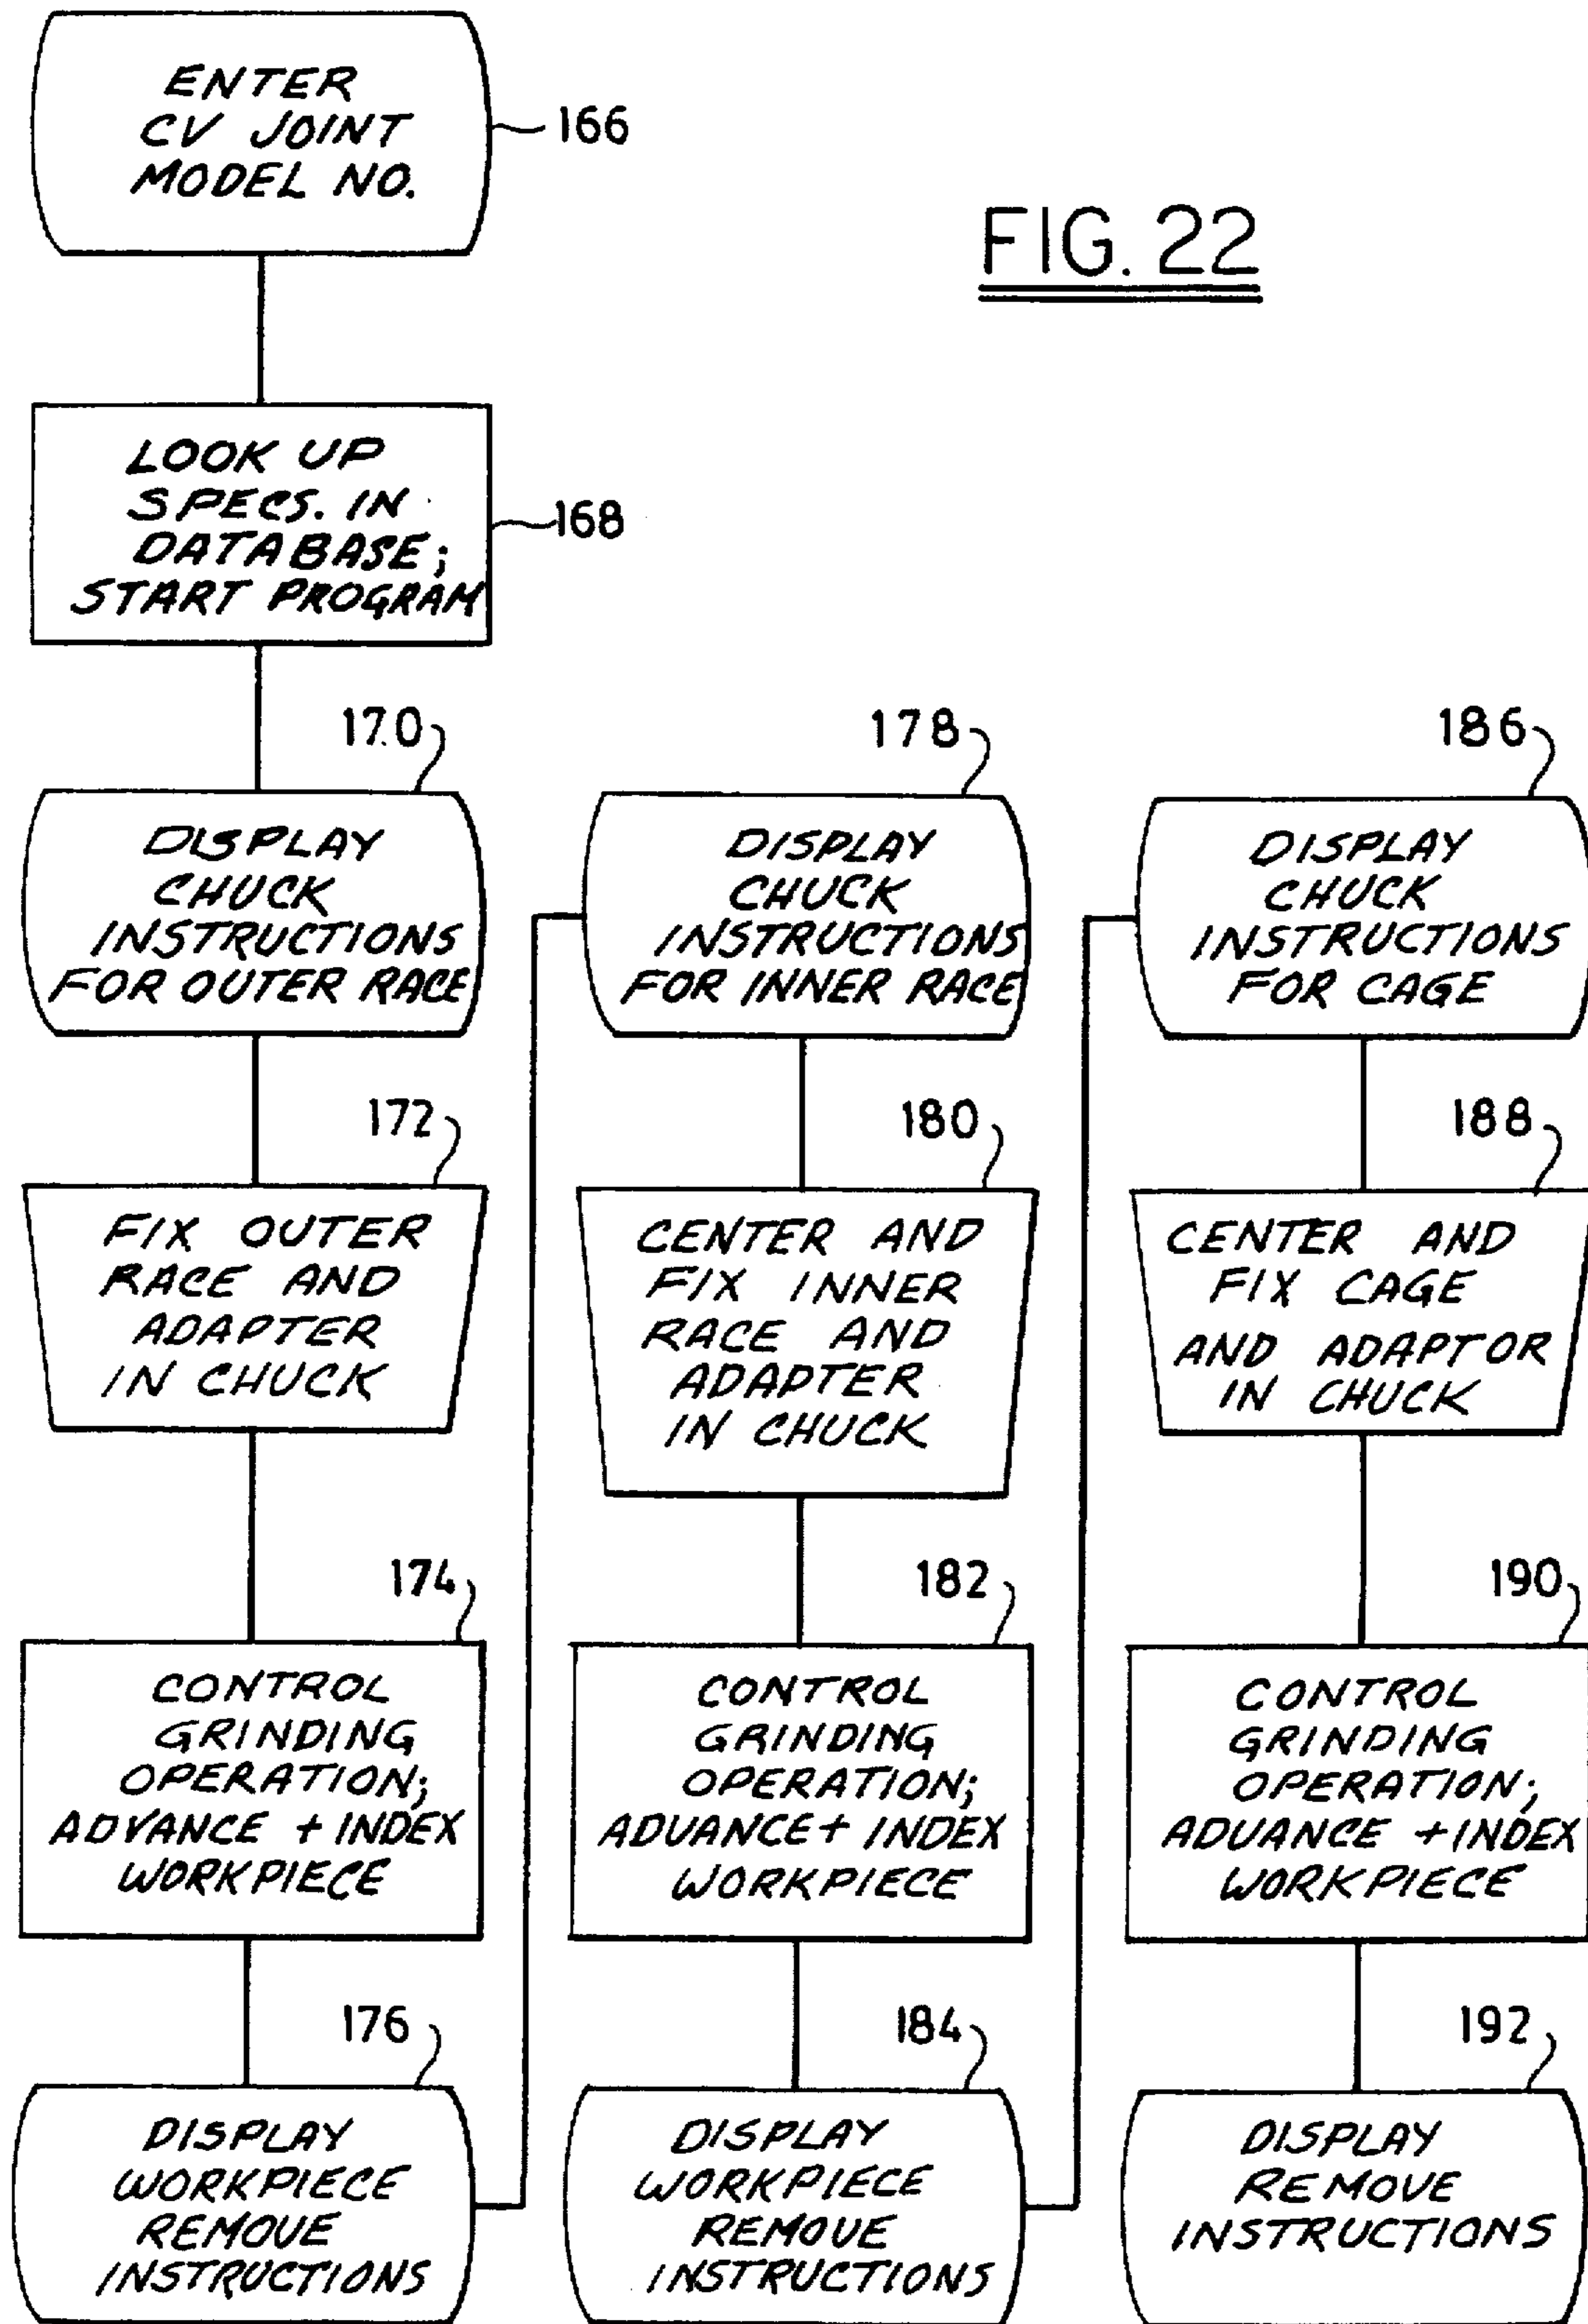 ENTER
CV JOINT
MODEL NO.
166
FIG. 22
LOOK UP
SPECS. IN
DATABASE;
START PROGRAM
168
170
DISPLAY
CHUCK
INSTRUCTIONS
FOR OUTER RACE
172
FIX OUTER
RACE AND
ADAPTER
IN CHUCK
174
CONTROL
GRINDING
OPERATION;
ADVANCE + INDEX
WORKPIECE
176
DISPLAY
WORKPIECE
REMOVE
INSTRUCTIONS
178
DISPLAY
CHUCK
INSTRUCTIONS
FOR INNER RACE
180
CENTER AND
FIX INNER
RACE AND
ADAPTER
IN CHUCK
182
CONTROL
GRINDING
OPERATION;
ADVANCE + INDEX
WORKPIECE
184
DISPLAY
WORKPIECE
REMOVE
INSTRUCTIONS
186
DISPLAY
CHUCK
INSTRUCTIONS
FOR CAGE
188
CENTER AND
FIX CAGE
AND ADAPTOR
IN CHUCK
190
CONTROL
GRINDING
OPERATION;
ADVANCE + INDEX
WORKPIECE
192
DISPLAY
REMOVE
INSTRUCTIONS